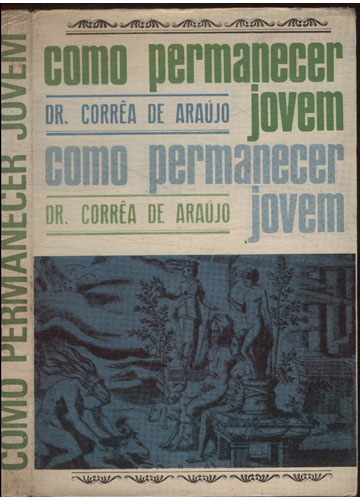 COMO PERMANECER JOVEM
como permanecer
DR. CORRÊA DE ARAÚJO
jovem
como permanecer
DR. CORRÊA DE ARAÚJO
jovem